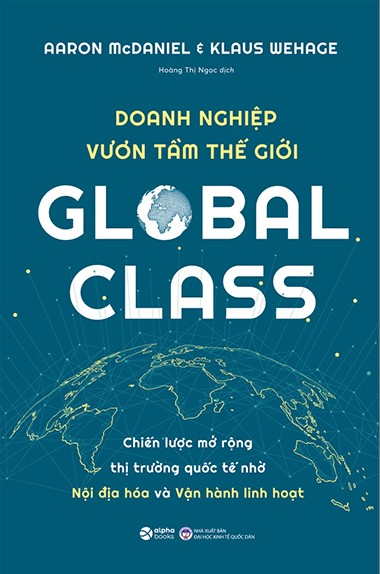 AARON McDANIEL & KLAUS WEHAGE
Hoàng Thị Ngọc dịch
DOANH NGHIỆP
VƯƠN TẦM THẾ GIỚI
GLOBAL
CLASS
Chiến lược mở rộng
thị trường quốc tế nhờ
Nội địa hóa và Vận hành linh hoạt
alpha books
NHÀ XUẤT BẢN
ĐẠI HỌC KINH TẾ QUỐC DÂN